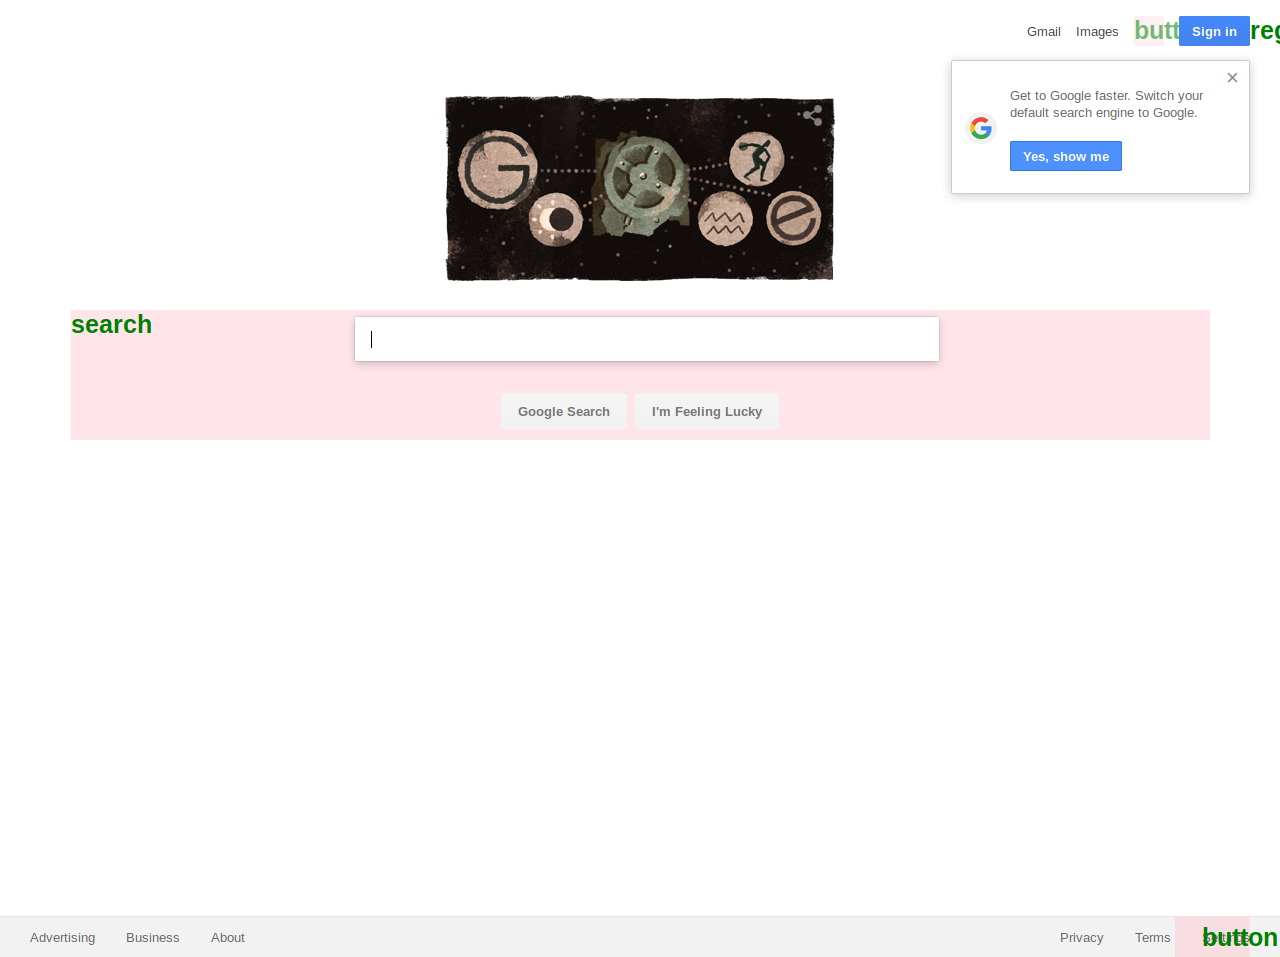 Gmail Images butt Sign in reg
Get to Google faster. Switch your
default search engine to Google.
Yes, show me
search
Google Search I'm Feeling Lucky
Advertising Business About Privacy Terms button